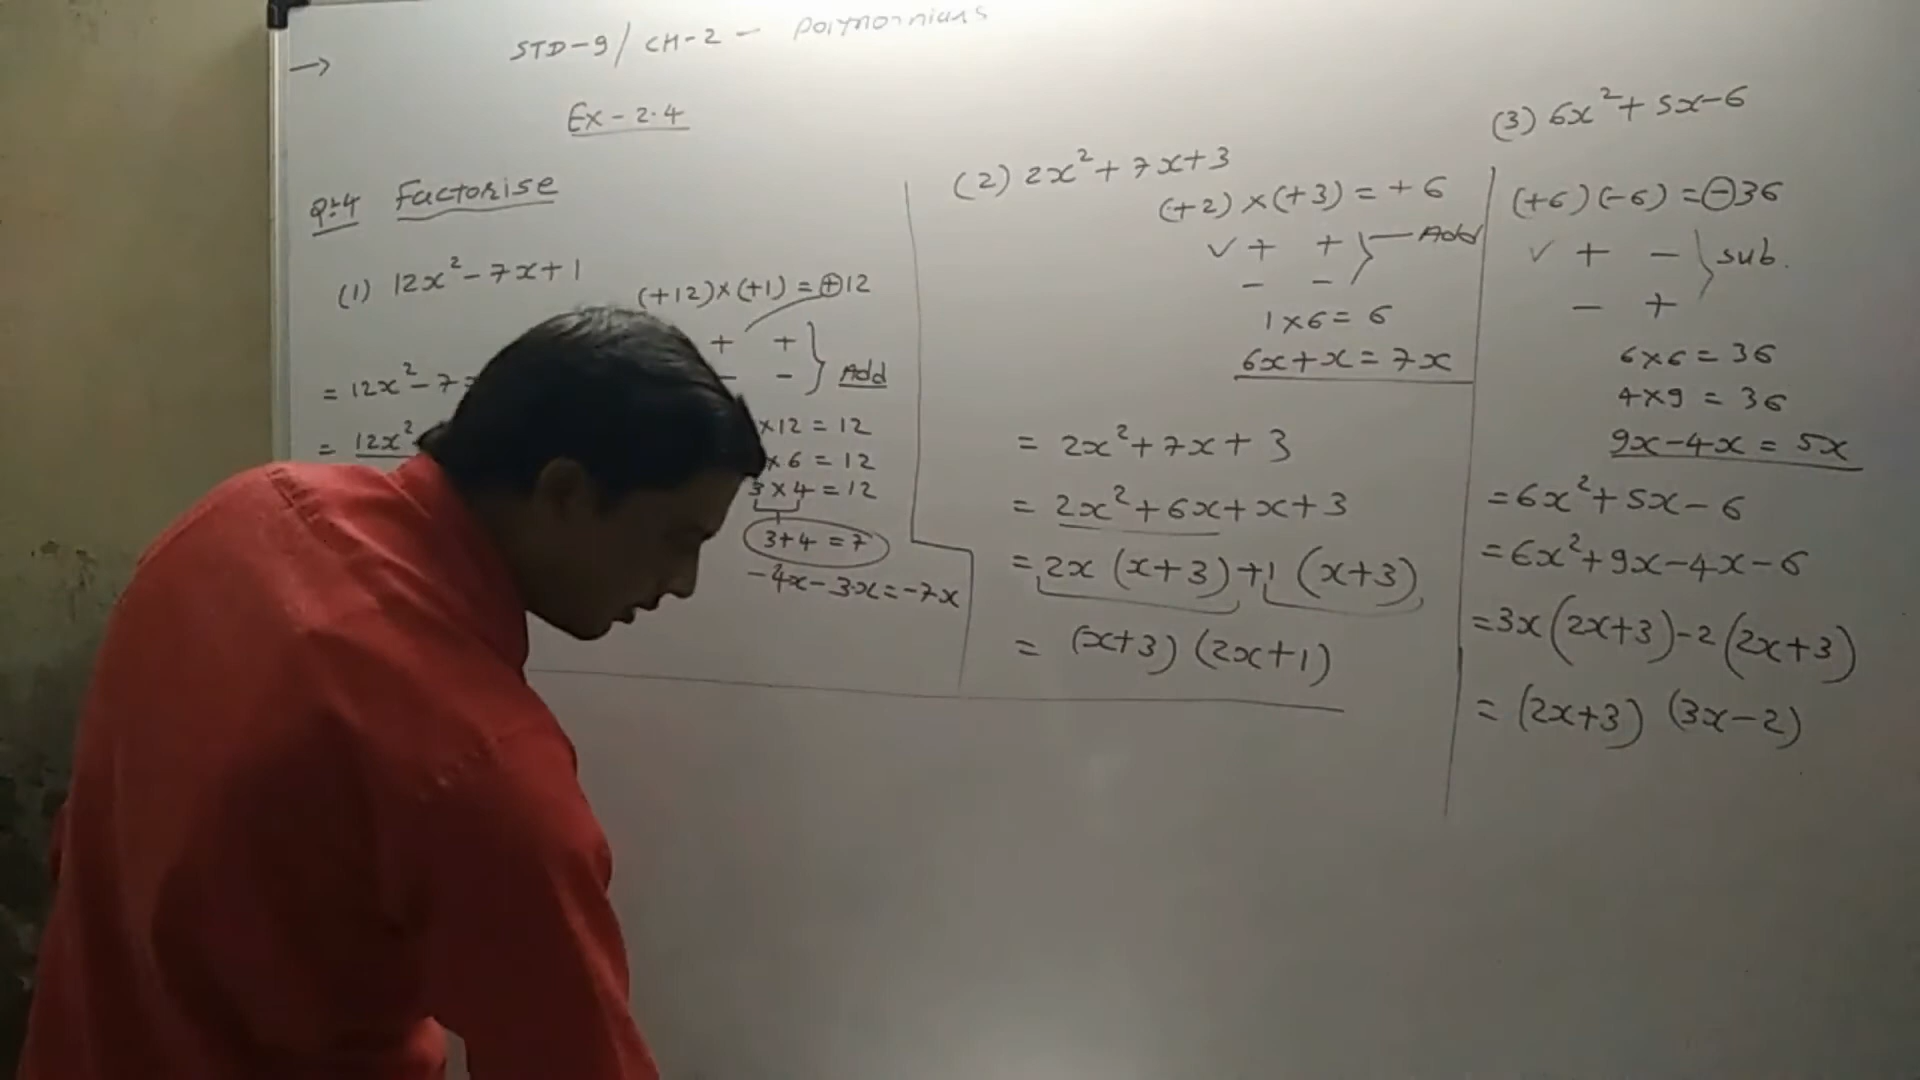 → STD-9/ CH-2 - Polynomials
Ex-2.4
Q:4 Factorise
(1) 12x² - 7x + 1
(+12)×(+1) = ⊕12
+ +
- - } Add
= 12x² - 7
= 12x²
×12 = 12
×6 = 12
3×4 = 12
3+4 = 7
-4x-3x=-7x
(2) 2x² + 7x + 3
(+2)×(+3) = +6
✓ + + } Add
- -
1×6 = 6
6x+x = 7x
= 2x² + 7x + 3
= 2x² + 6x + x + 3
= 2x (x+3) +1 (x+3)
= (x+3) (2x+1)
(3) 6x² + 5x - 6
(+6)(-6) = ⊖36
✓ + - } sub.
- +
6×6 = 36
4×9 = 36
9x-4x = 5x
=6x² + 5x - 6
=6x² + 9x - 4x - 6
=3x(2x+3)-2(2x+3)
= (2x+3) (3x-2)